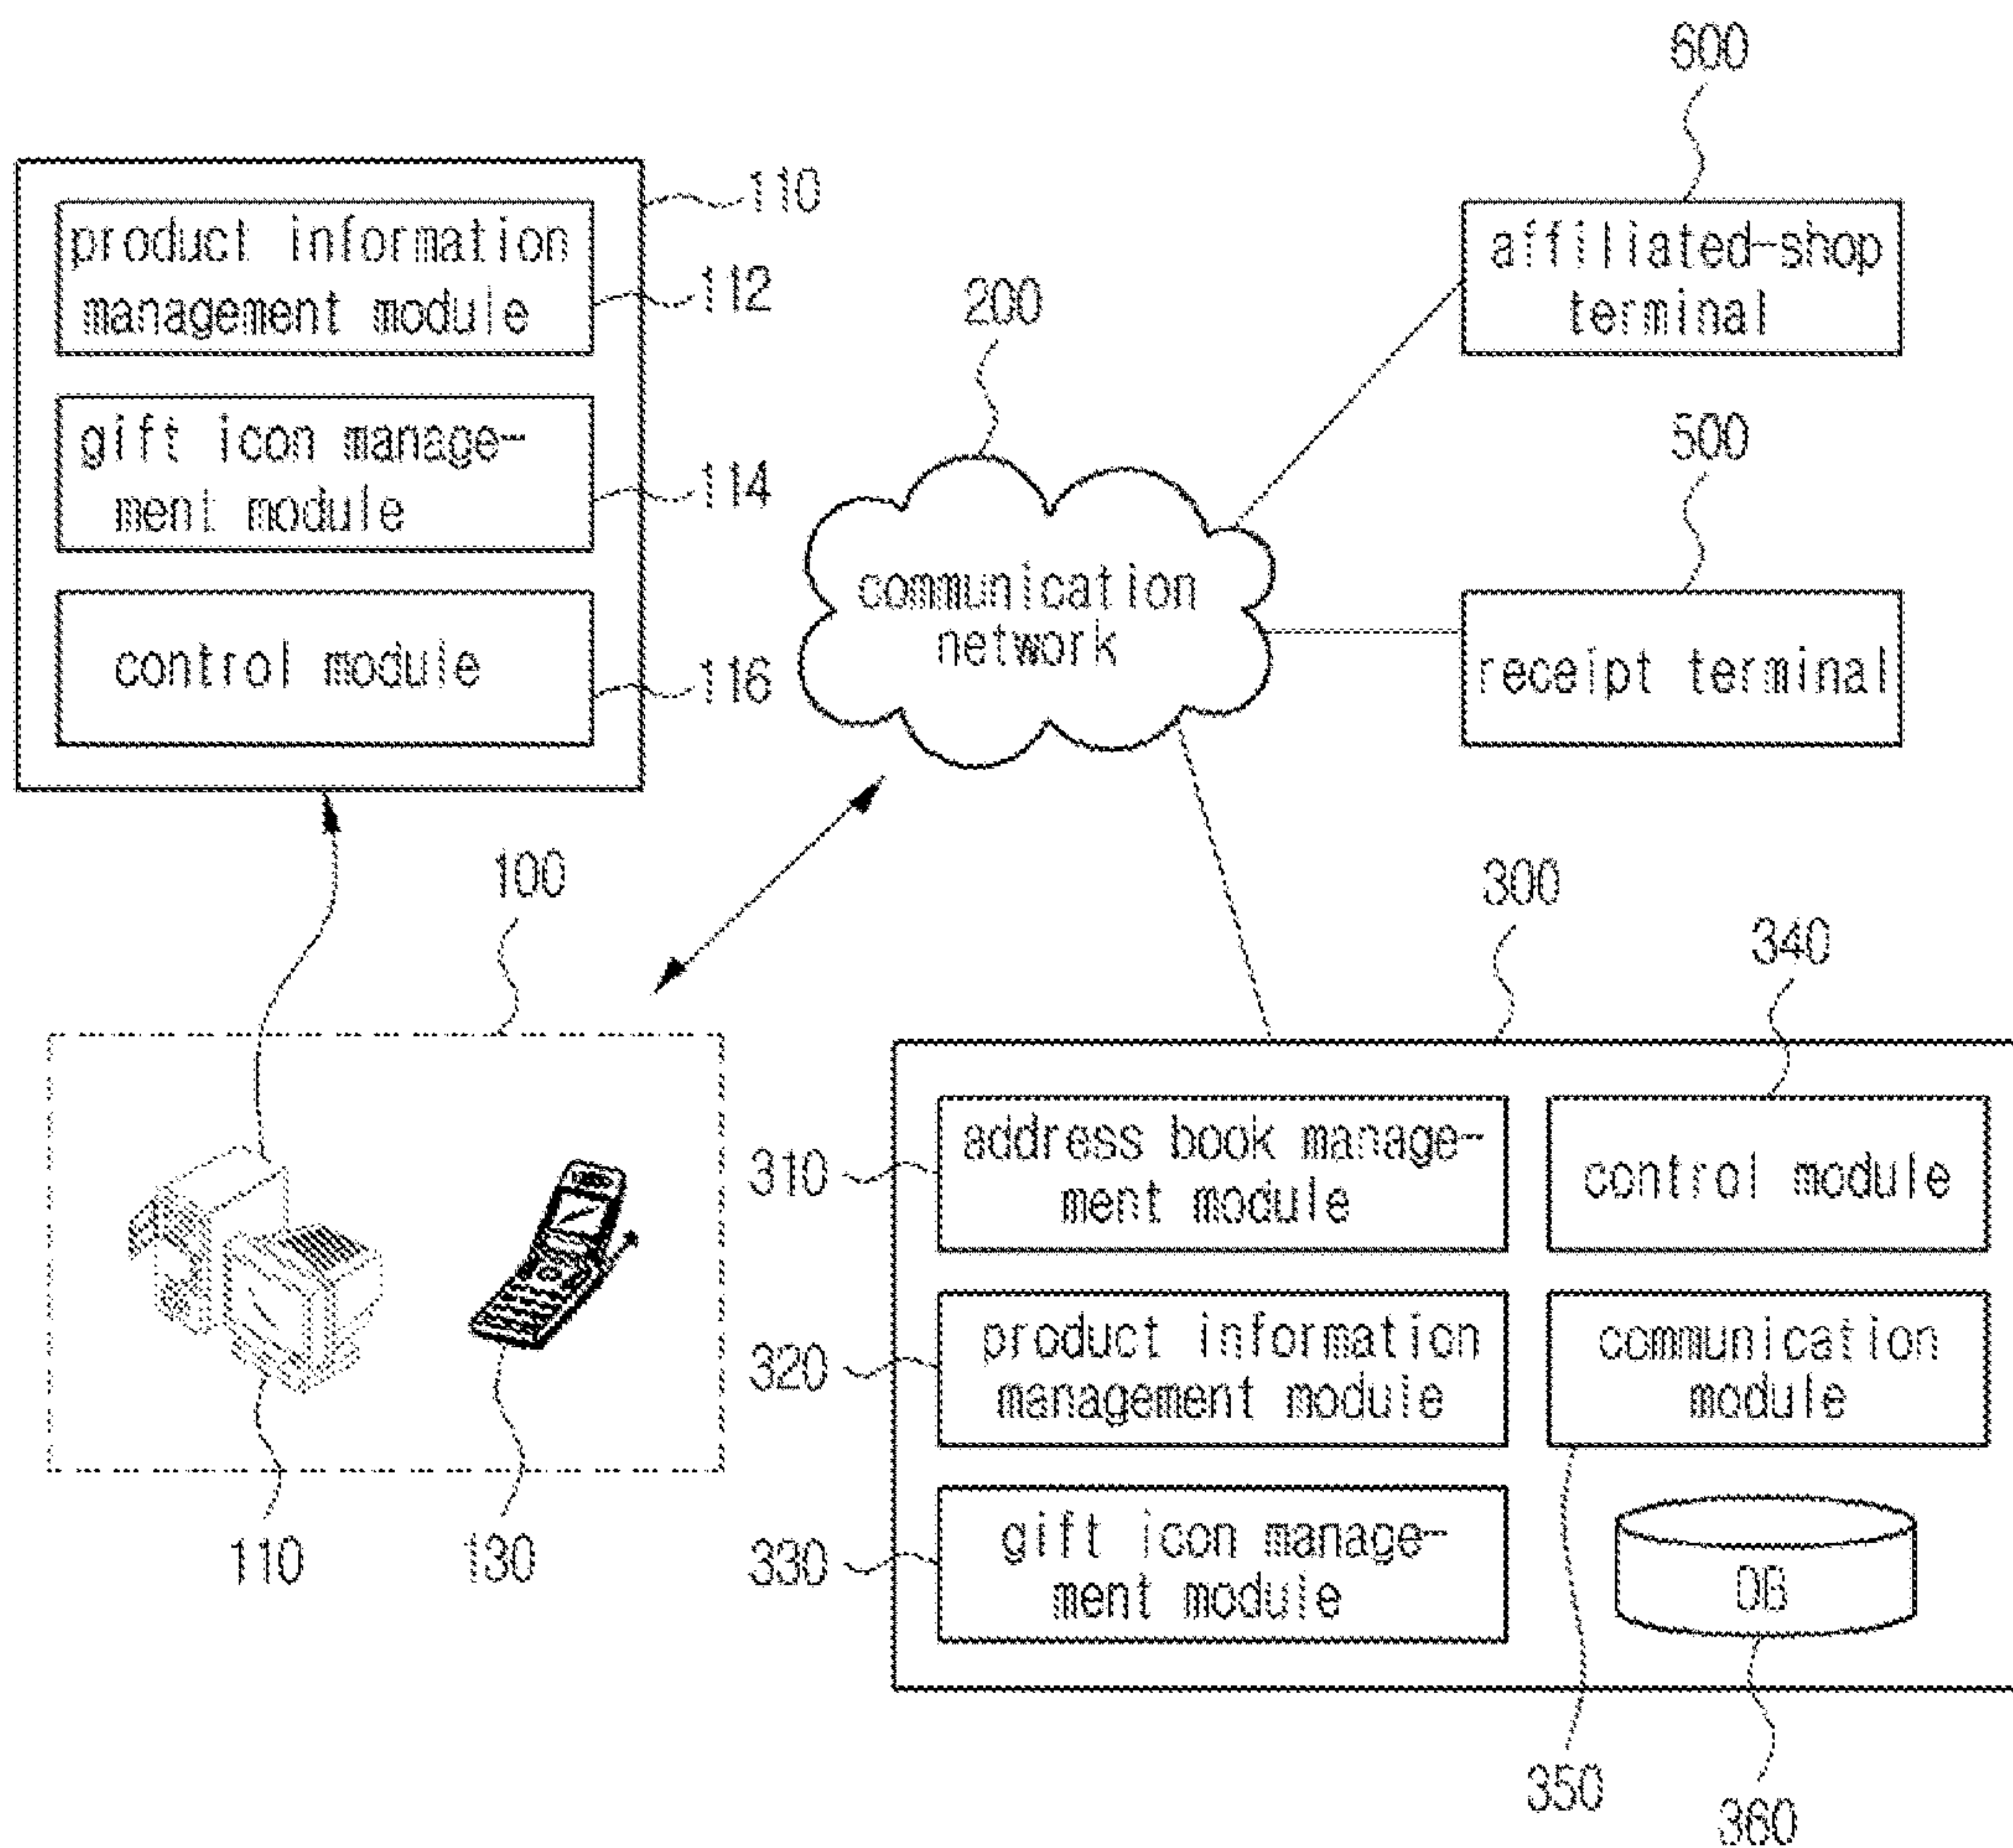 600
110
product information
management module
112
gift icon manage-
ment module
114
control module
116
200
communication
network
affiliated-shop
terminal
500
receipt terminal
100
110
130
300
340
310
address book manage-
ment module
control module
320
product information
management module
communication
module
330
gift icon manage-
ment module
DB
350
360